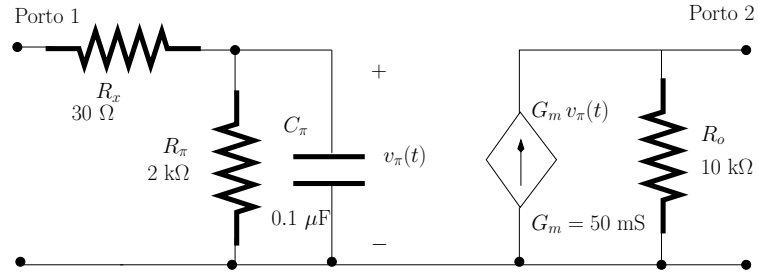 Porto 1
Porto 2
+
R_x
30 Ω
G_m v_π(t)
C_π
R_o
R_π
v_π(t)
2 kΩ
10 kΩ
0.1 μF
G_m = 50 mS
−